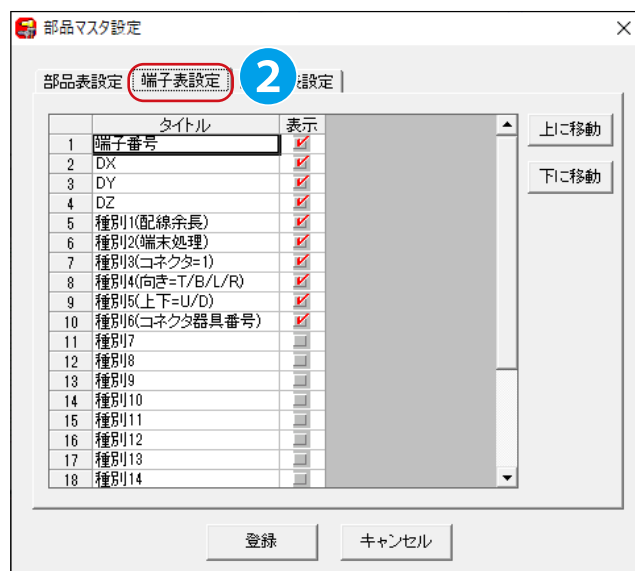 部品マスタ設定
部品表設定 端子表設定 2 設定
タイトル 表示
上に移動
下に移動
1 端子番号
2 DX
3 DY
4 DZ
5 種別1(配線余長)
6 種別2(端末処理)
7 種別3(コネクタ=1)
8 種別4(向き=T/B/L/R)
9 種別5(上下=U/D)
10 種別6(コネクタ器具番号)
11 種別7
12 種別8
13 種別9
14 種別10
15 種別11
16 種別12
17 種別13
18 種別14
登録 キャンセル